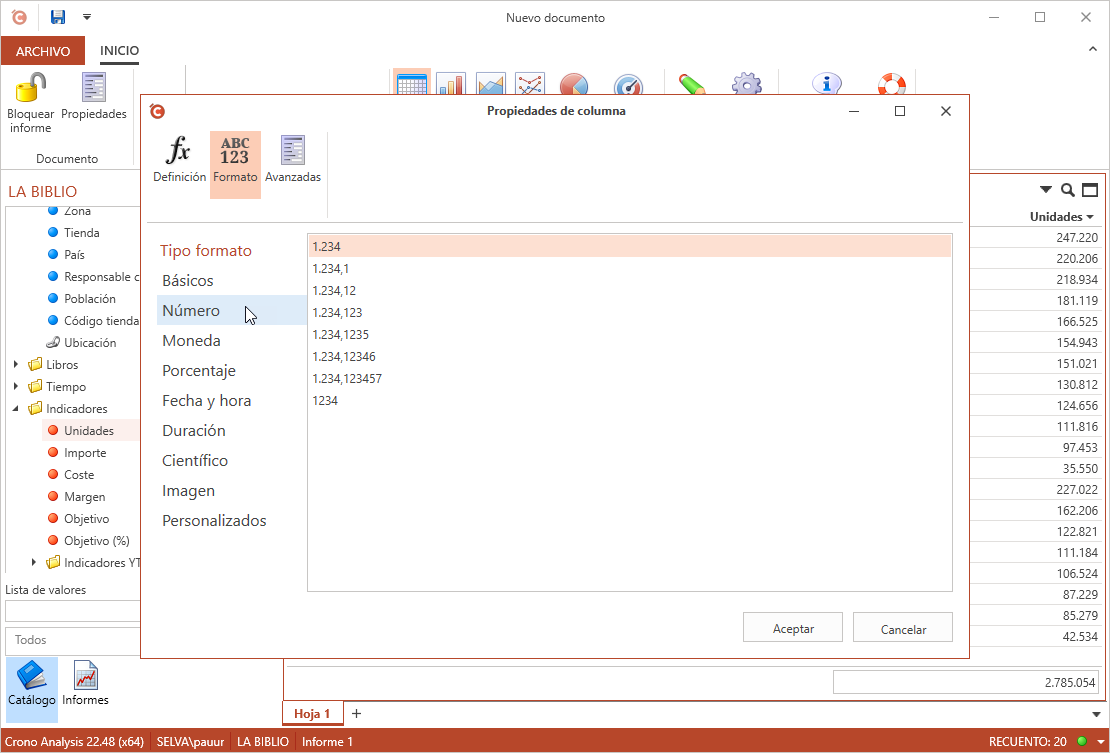 Nuevo documento
ARCHIVO
INICIO
Bloquear informe
Propiedades
Documento
LA BIBLIO
Zona
Tienda
País
Responsable c
Población
Código tienda
Ubicación
Libros
Tiempo
Indicadores
Unidades
Importe
Coste
Margen
Objetivo
Objetivo (%)
Indicadores YT
Lista de valores
Todos
Catálogo
Informes
Propiedades de columna
fx
Definición
ABC
123
Formato
Avanzadas
Tipo formato
Básicos
Número
Moneda
Porcentaje
Fecha y hora
Duración
Científico
Imagen
Personalizados
1.234
1.234,1
1.234,12
1.234,123
1.234,1235
1.234,12346
1.234,123457
1234
Aceptar
Cancelar
Unidades
247.220
220.206
218.934
181.119
166.525
154.943
151.021
130.812
124.656
111.816
97.453
35.550
227.022
162.206
122.821
111.184
106.524
87.229
85.279
42.534
2.785.054
Hoja 1
+
Crono Analysis 22.48 (x64)
SELVA\pauur
LA BIBLIO
Informe 1
RECUENTO: 20